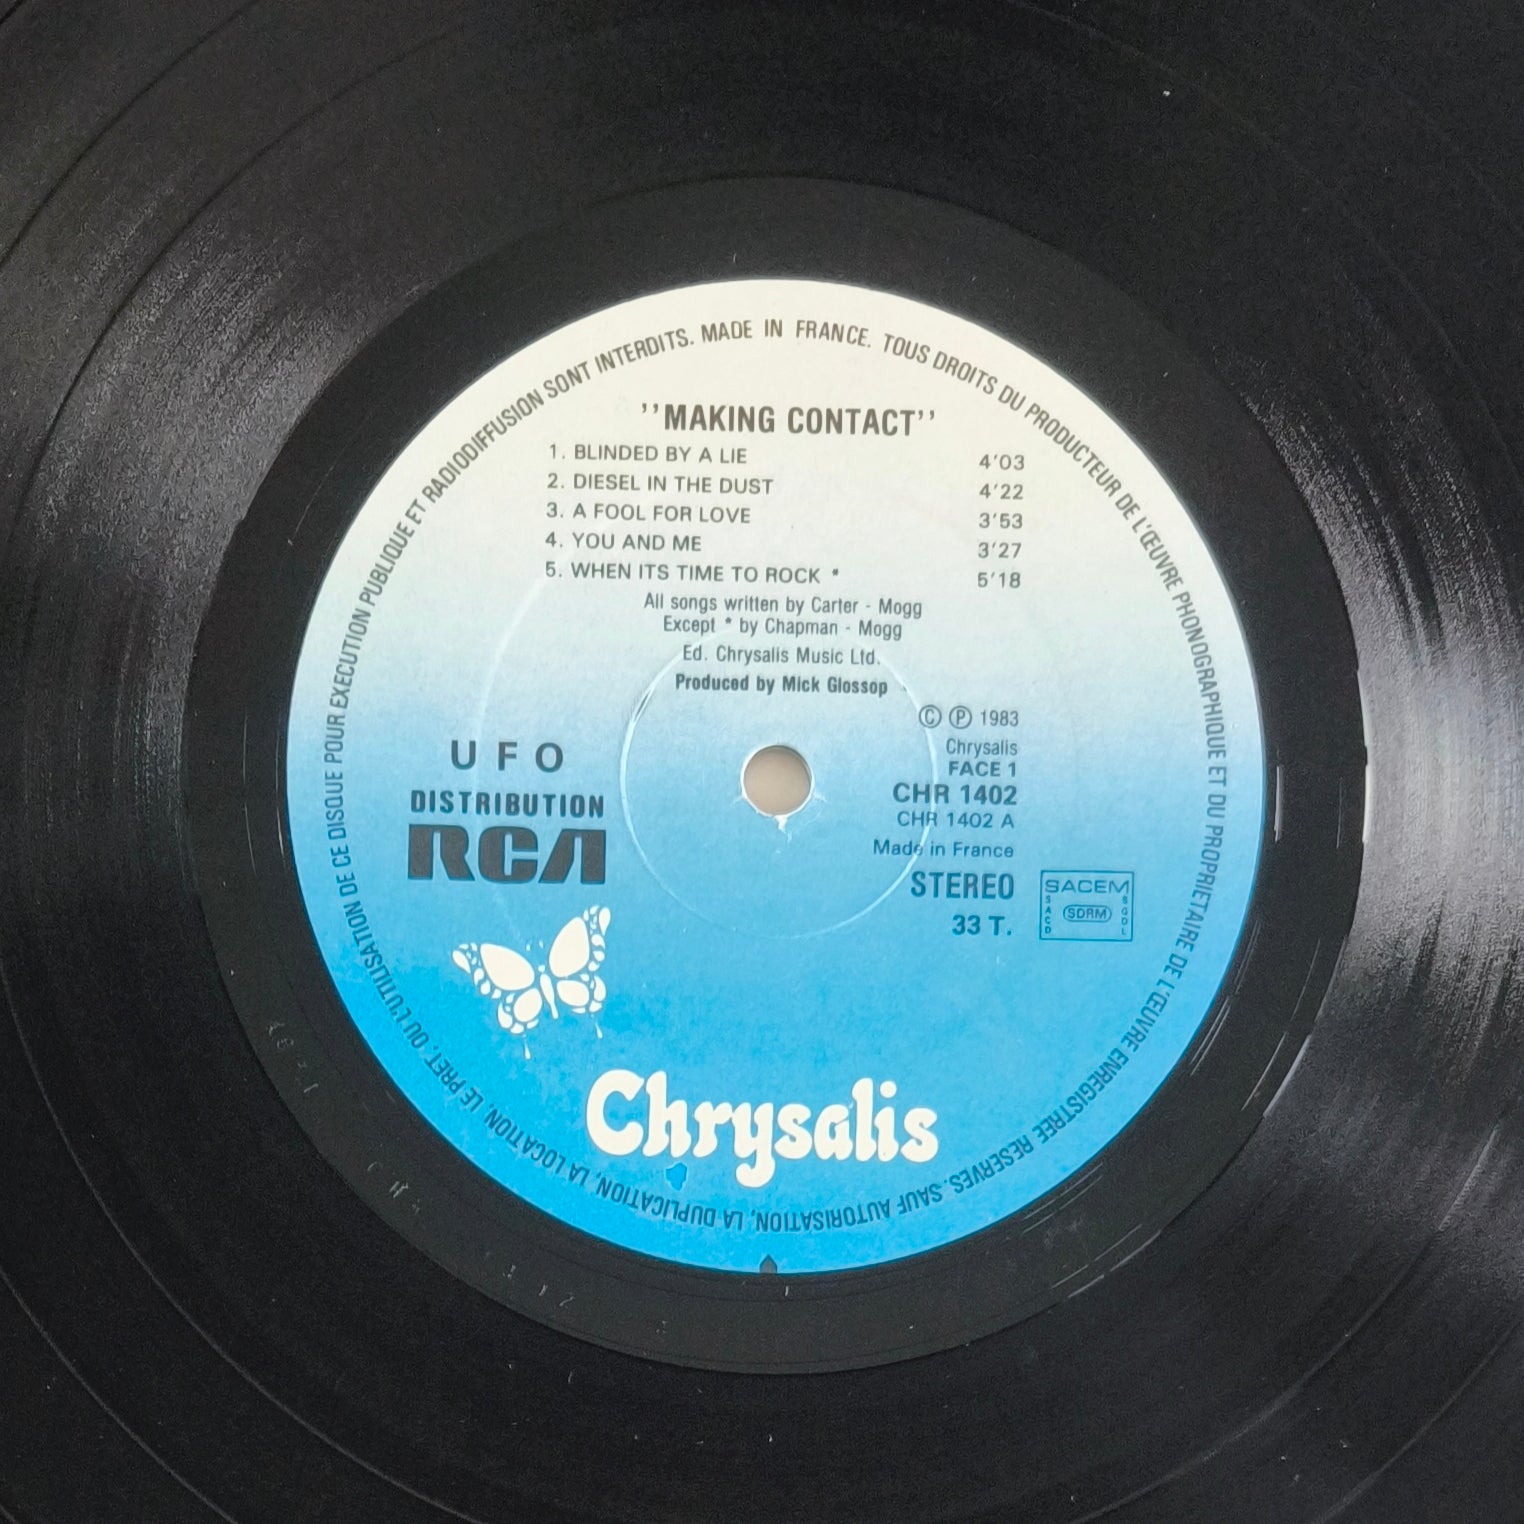 TOUS DROITS DU PRODUCTEUR DE L'ŒUVRE PHONOGRAPHIQUE ET DU PROPRIETAIRE DE L'ŒUVRE ENREGISTREE RESERVES. SAUF AUTORISATION, LA DUPLICATION, LA LOCATION, LE PRET, OU L'UTILISATION DE CE DISQUE POUR EXECUTION PUBLIQUE ET RADIODIFFUSION SONT INTERDITS. MADE IN FRANCE.
''MAKING CONTACT''
1. BLINDED BY A LIE 4'03
2. DIESEL IN THE DUST 4'22
3. A FOOL FOR LOVE 3'53
4. YOU AND ME 3'27
5. WHEN ITS TIME TO ROCK * 5'18
All songs written by Carter - Mogg
Except * by Chapman - Mogg
Ed. Chrysalis Music Ltd.
Produced by Mick Glossop
UFO
DISTRIBUTION
RCA
© ℗ 1983
Chrysalis
FACE 1
CHR 1402
CHR 1402 A
Made in France
STEREO
33 T.
SACEM
SACD
SDRM
SGDL
Chrysalis